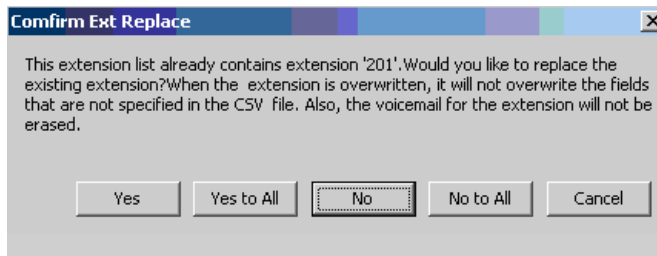 Comfirm Ext Replace
This extension list already contains extension '201'.Would you like to replace the
existing extension?When the  extension is overwritten, it will not overwrite the fields
that are not specified in the CSV  file. Also, the voicemail for the extension will not be
erased.
Yes
Yes to All
No
No to All
Cancel